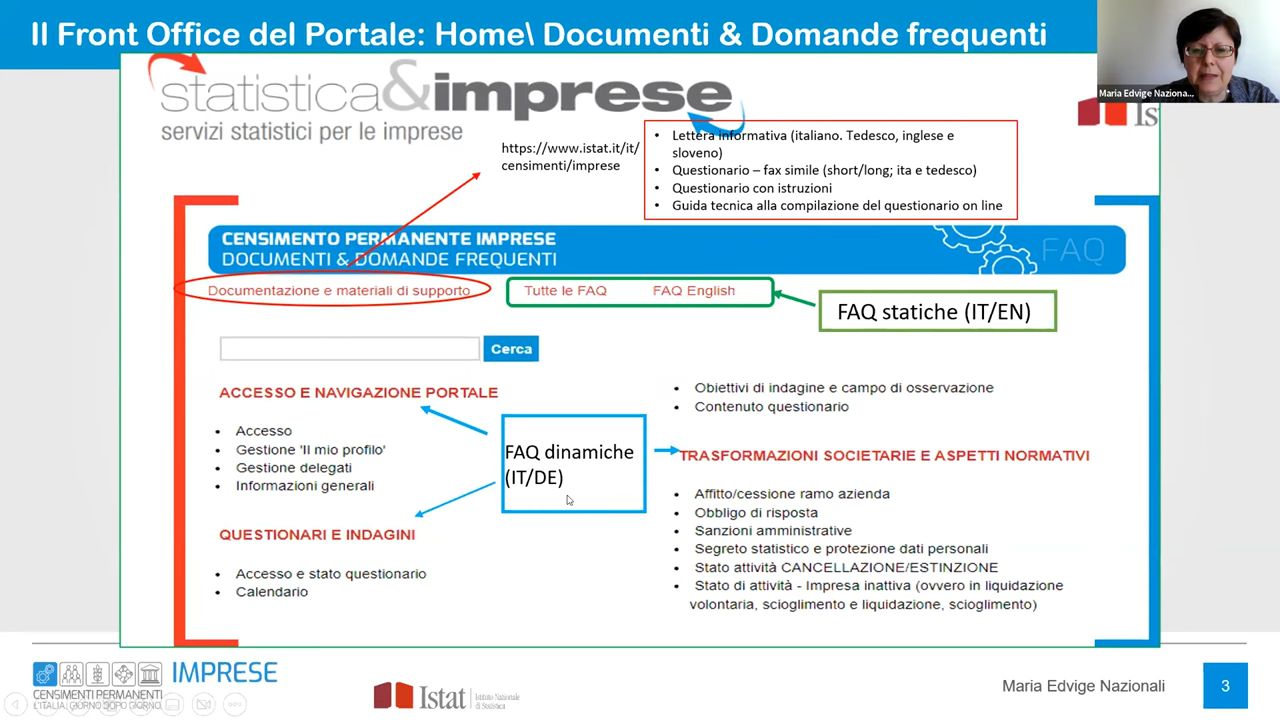 Il Front Office del Portale: Home\ Documenti & Domande frequenti
Maria Edvige Naziona...
statistica&imprese
servizi statistici per le imprese
Ist
https://www.istat.it/it/
censimenti/imprese
• Lettera informativa (italiano. Tedesco, inglese e
sloveno)
• Questionario – fax simile (short/long; ita e tedesco)
• Questionario con istruzioni
• Guida tecnica alla compilazione del questionario on line
CENSIMENTO PERMANENTE IMPRESE
DOCUMENTI & DOMANDE FREQUENTI
FAQ
Documentazione e materiali di supporto
Tutte le FAQ
FAQ English
FAQ statiche (IT/EN)
Cerca
ACCESSO E NAVIGAZIONE PORTALE
• Accesso
• Gestione 'Il mio profilo'
• Gestione delegati
• Informazioni generali
QUESTIONARI E INDAGINI
• Accesso e stato questionario
• Calendario
FAQ dinamiche
(IT/DE)
• Obiettivi di indagine e campo di osservazione
• Contenuto questionario
TRASFORMAZIONI SOCIETARIE E ASPETTI NORMATIVI
• Affitto/cessione ramo azienda
• Obbligo di risposta
• Sanzioni amministrative
• Segreto statistico e protezione dati personali
• Stato attività CANCELLAZIONE/ESTINZIONE
• Stato di attività - Impresa inattiva (ovvero in liquidazione
volontaria, scioglimento e liquidazione, scioglimento)
IMPRESE
CENSIMENTI PERMANENTI
L'ITALIA, GIORNO DOPO GIORNO.
Istat
Istituto Nazionale
di Statistica
Maria Edvige Nazionali
3